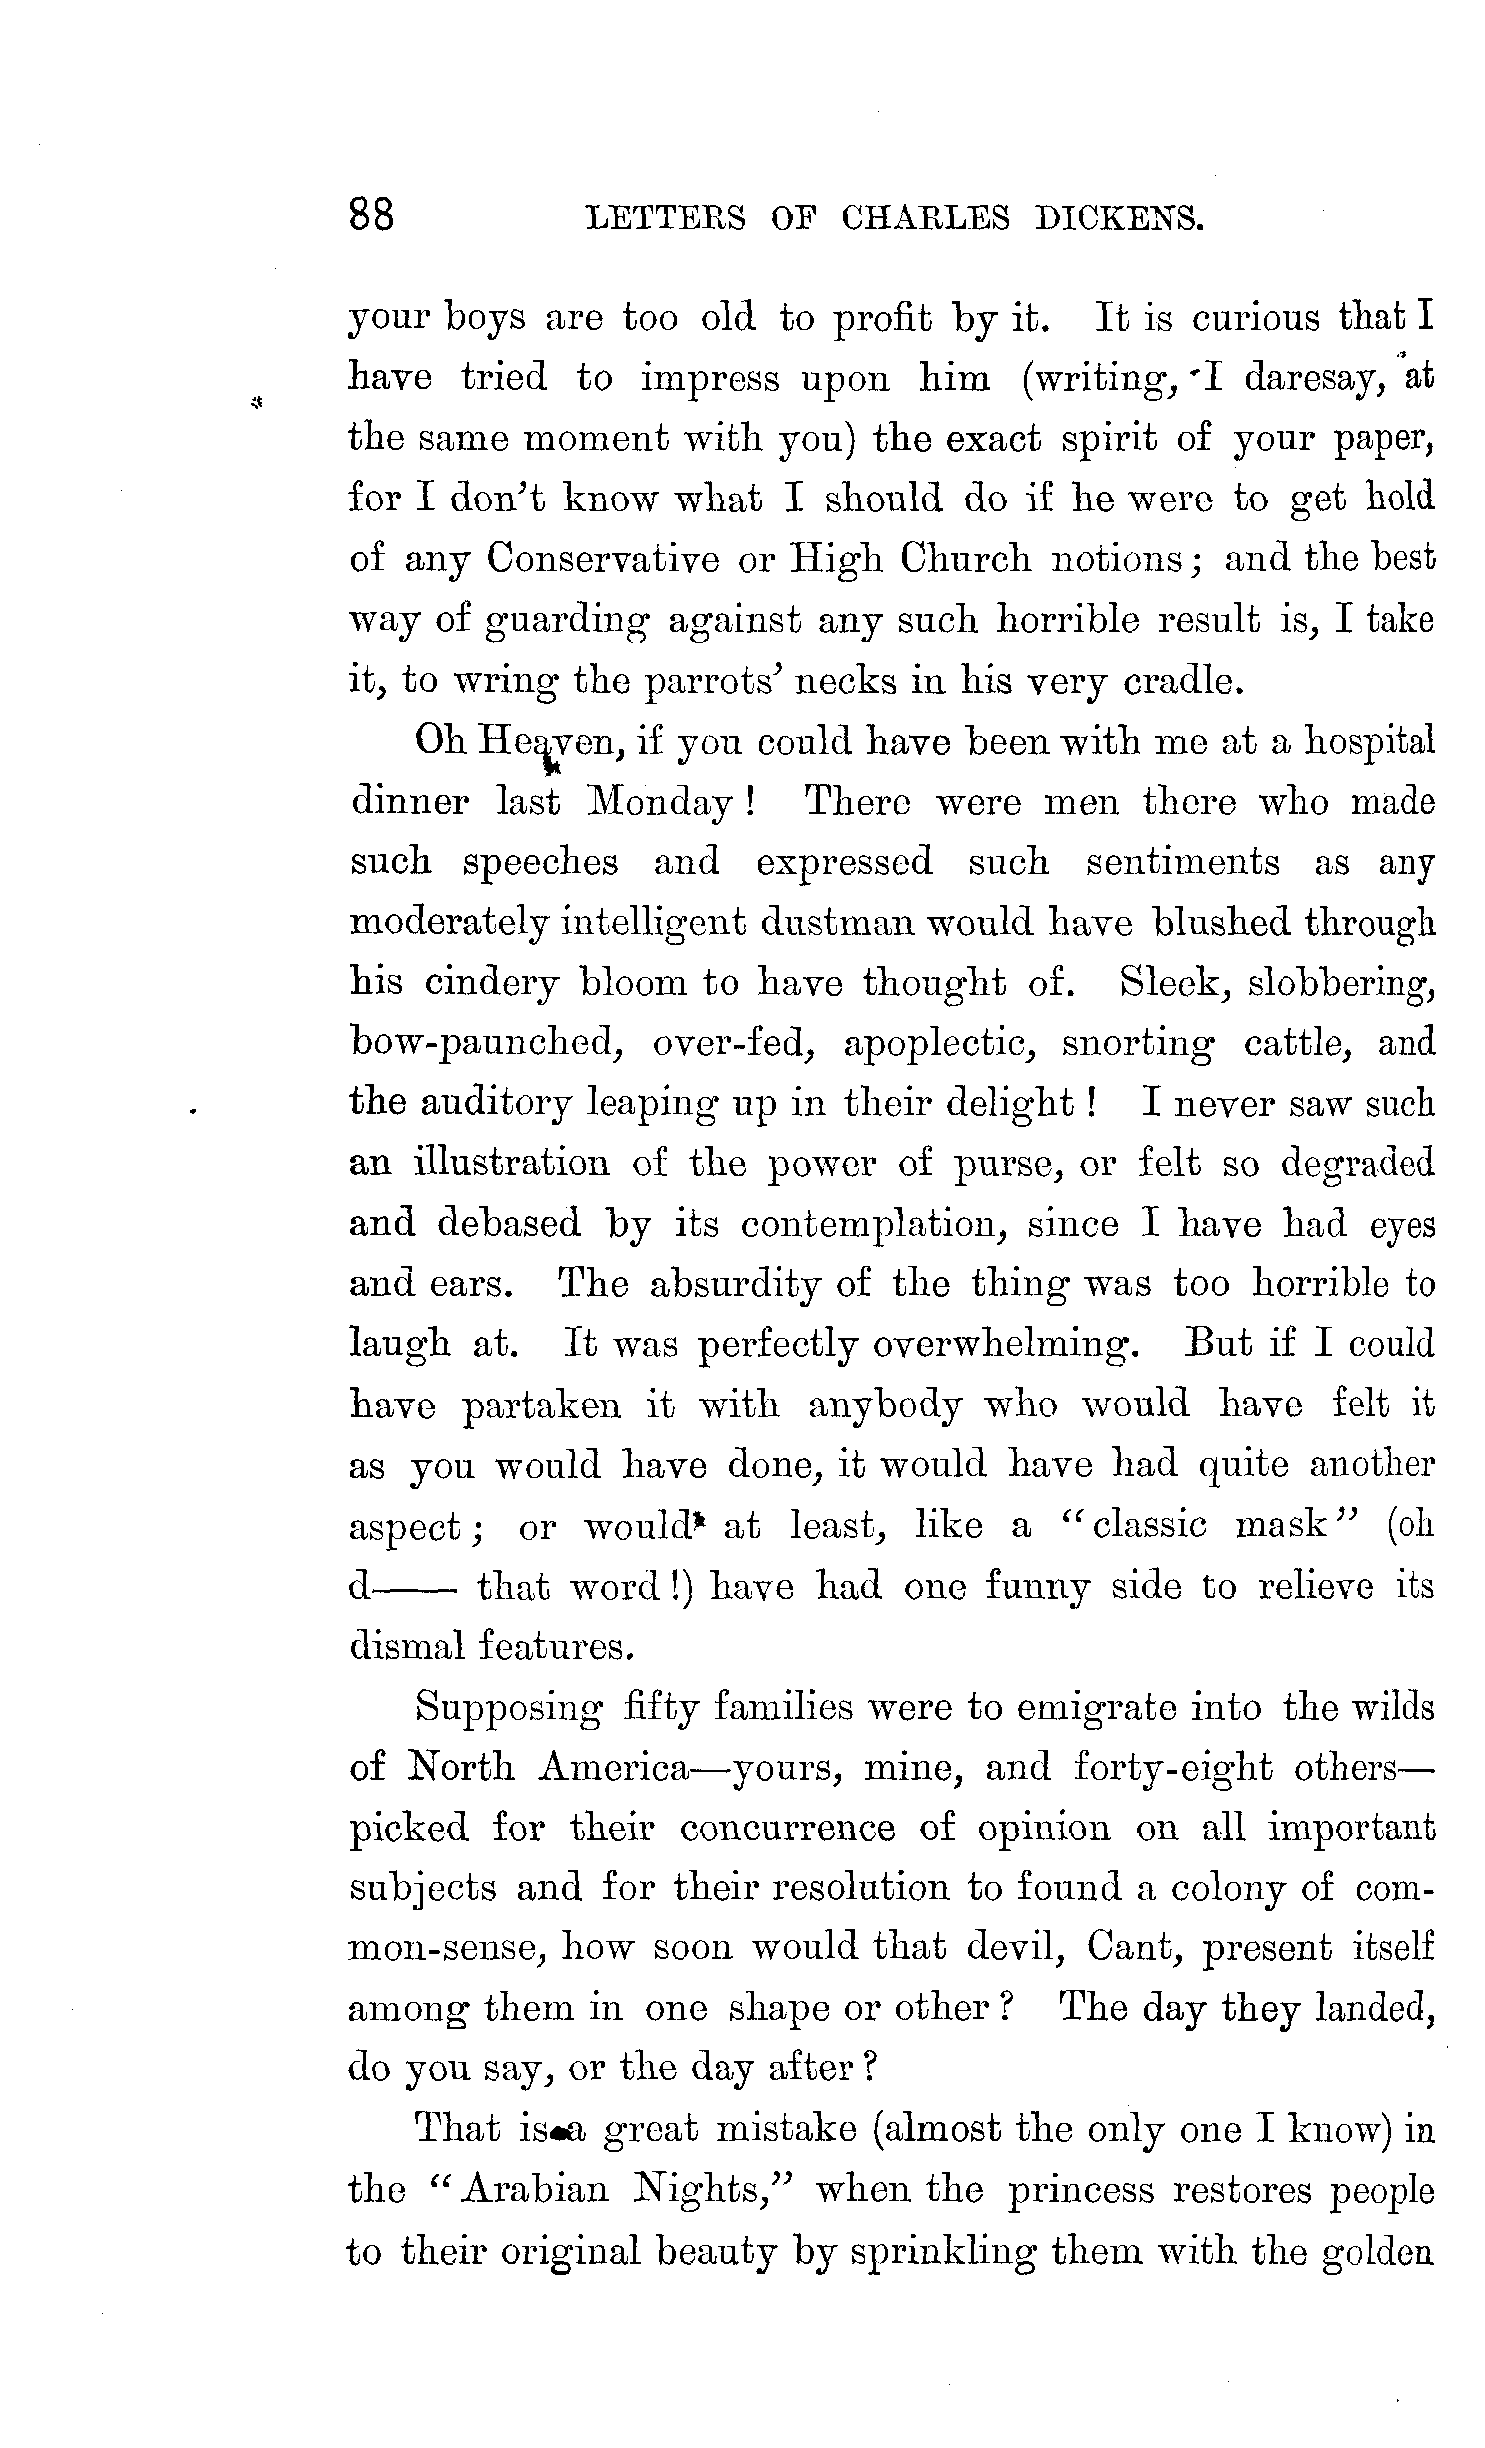 88 LETTERS OF CHARLES DICKENS.
your boys are too old to profit by it. It is curious that I
have tried to impress upon him (writing, I daresay, at
the same moment with you) the exact spirit of your paper,
for I don't know what I should do if he were to get hold
of any Conservative or High Church notions; and the best
way of guarding against any such horrible result is, I take
it, to wring the parrots' necks in his very cradle.
Oh Heaven, if you could have been with me at a hospital
dinner last Monday! There were men there who made
such speeches and expressed such sentiments as any
moderately intelligent dustman would have blushed through
his cindery bloom to have thought of. Sleek, slobbering,
bow-paunched, over-fed, apoplectic, snorting cattle, and
the auditory leaping up in their delight! I never saw such
an illustration of the power of purse, or felt so degraded
and debased by its contemplation, since I have had eyes
and ears. The absurdity of the thing was too horrible to
laugh at. It was perfectly overwhelming. But if I could
have partaken it with anybody who would have felt it
as you would have done, it would have had quite another
aspect; or would at least, like a "classic mask" (oh
d—— that word!) have had one funny side to relieve its
dismal features.
Supposing fifty families were to emigrate into the wilds
of North America—yours, mine, and forty-eight others—
picked for their concurrence of opinion on all important
subjects and for their resolution to found a colony of com-
mon-sense, how soon would that devil, Cant, present itself
among them in one shape or other? The day they landed,
do you say, or the day after?
That is a great mistake (almost the only one I know) in
the "Arabian Nights," when the princess restores people
to their original beauty by sprinkling them with the golden